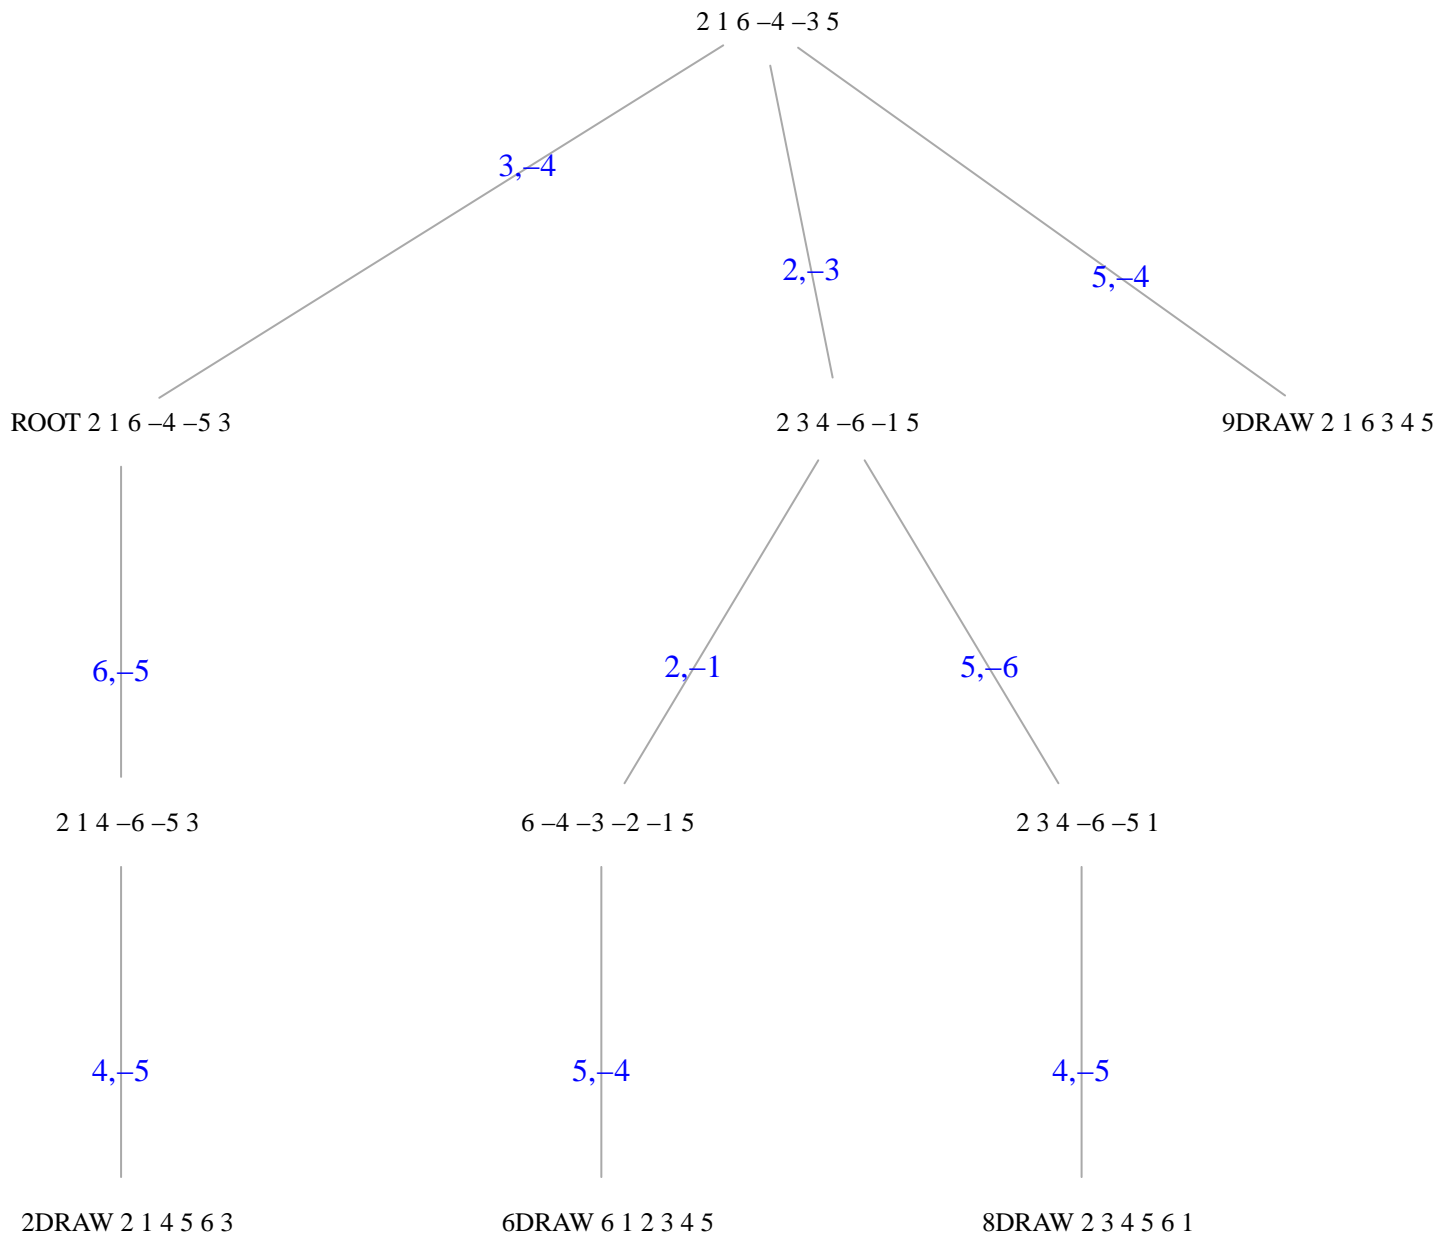 2 1 6 –4 –3 5
3,–4
2,–3
5,–4
ROOT 2 1 6 –4 –5 3
2 3 4 –6 –1 5
9DRAW 2 1 6 3 4 5
6,–5
2,–1
5,–6
2 1 4 –6 –5 3
6 –4 –3 –2 –1 5
2 3 4 –6 –5 1
4,–5
5,–4
4,–5
2DRAW 2 1 4 5 6 3
6DRAW 6 1 2 3 4 5
8DRAW 2 3 4 5 6 1